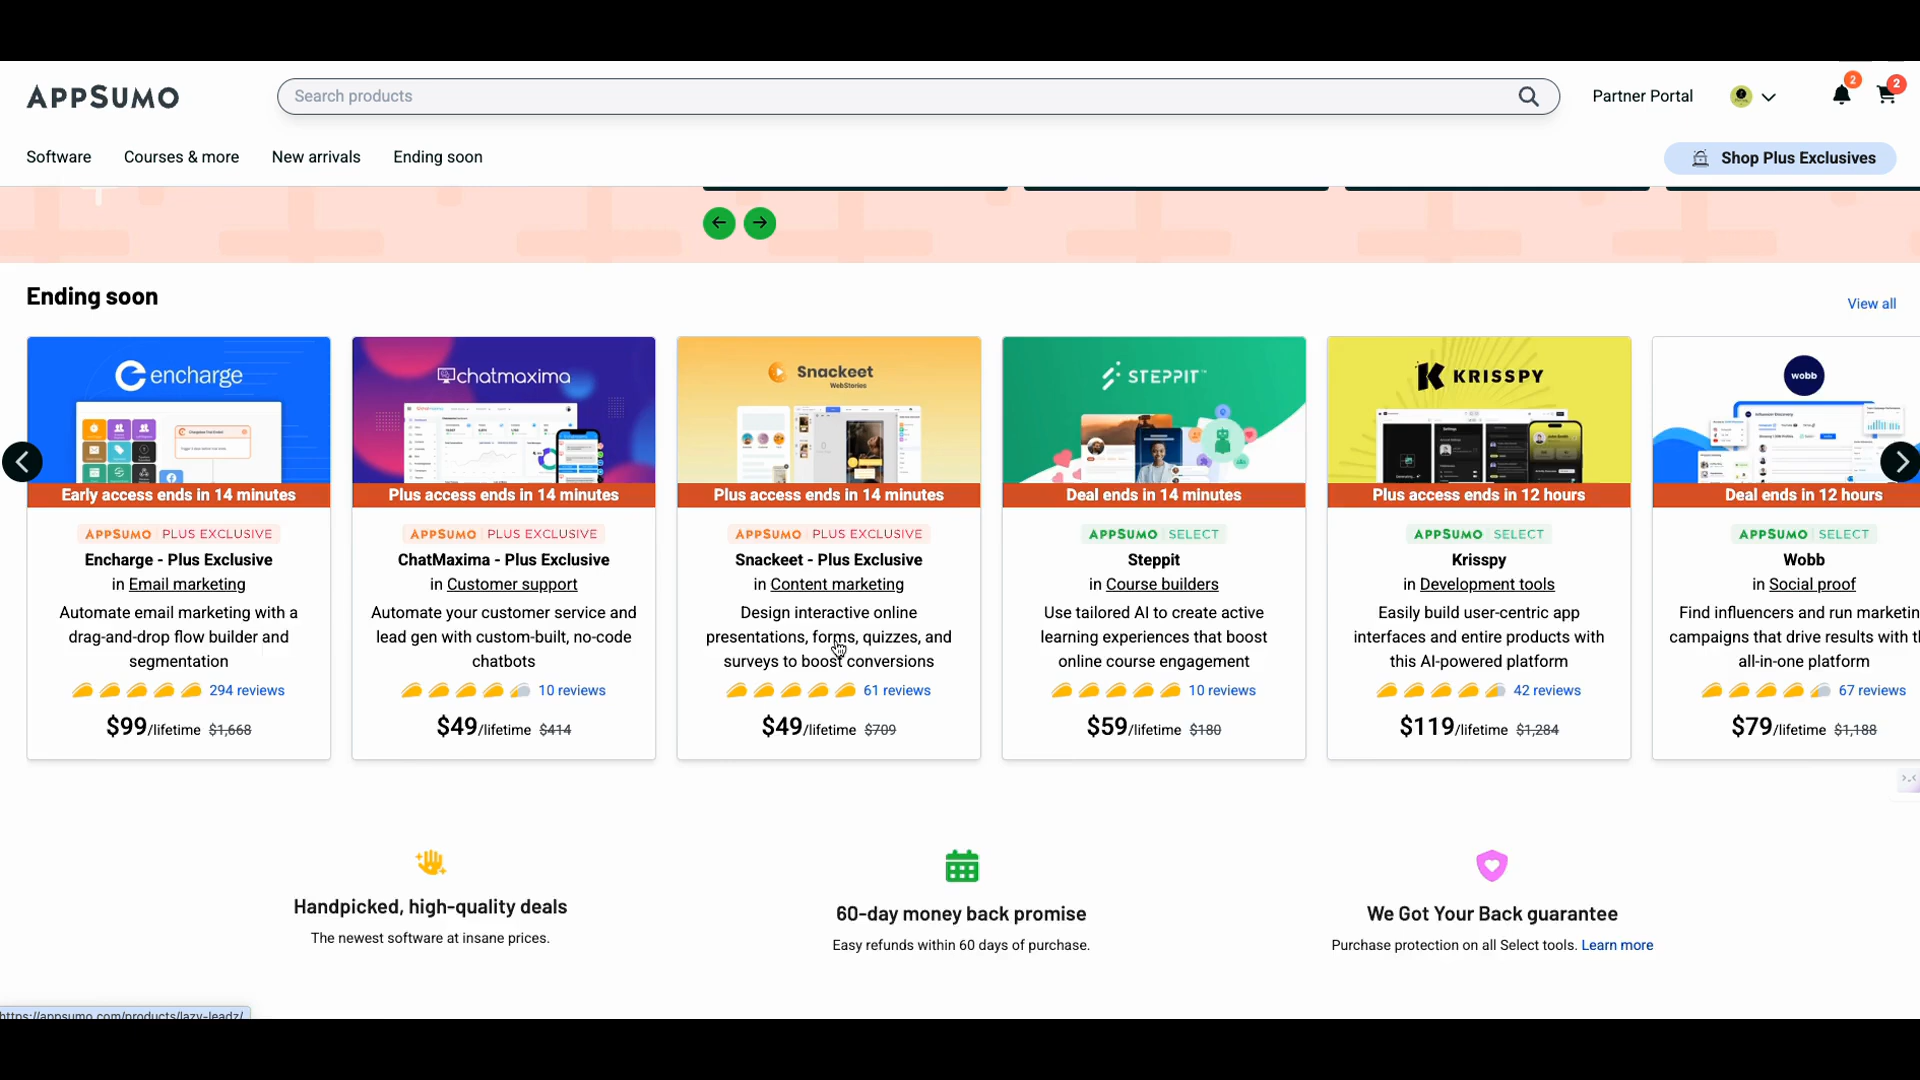 APPSUMO
Search products
Partner Portal
2
2
Software
Courses & more
New arrivals
Ending soon
Shop Plus Exclusives
Ending soon
View all
encharge
Early access ends in 14 minutes
APPSUMO PLUS EXCLUSIVE
Encharge - Plus Exclusive
in Email marketing
Automate email marketing with a
drag-and-drop flow builder and
segmentation
294 reviews
$99/lifetime $1,668
chatmaxima
Plus access ends in 14 minutes
APPSUMO PLUS EXCLUSIVE
ChatMaxima - Plus Exclusive
in Customer support
Automate your customer service and
lead gen with custom-built, no-code
chatbots
10 reviews
$49/lifetime $414
Snackeet
WebStories
Plus access ends in 14 minutes
APPSUMO PLUS EXCLUSIVE
Snackeet - Plus Exclusive
in Content marketing
Design interactive online
presentations, forms, quizzes, and
surveys to boost conversions
61 reviews
$49/lifetime $709
STEPPIT™
Deal ends in 14 minutes
APPSUMO SELECT
Steppit
in Course builders
Use tailored AI to create active
learning experiences that boost
online course engagement
10 reviews
$59/lifetime $180
KRISSPY
Plus access ends in 12 hours
APPSUMO SELECT
Krisspy
in Development tools
Easily build user-centric app
interfaces and entire products with
this AI-powered platform
42 reviews
$119/lifetime $1,284
wobb
Deal ends in 12 hours
APPSUMO SELECT
Wobb
in Social proof
Find influencers and run marketin
campaigns that drive results with t
all-in-one platform
67 reviews
$79/lifetime $1,188
Handpicked, high-quality deals
The newest software at insane prices.
60-day money back promise
Easy refunds within 60 days of purchase.
We Got Your Back guarantee
Purchase protection on all Select tools. Learn more
https://appsumo.com/products/lazy-leadz/